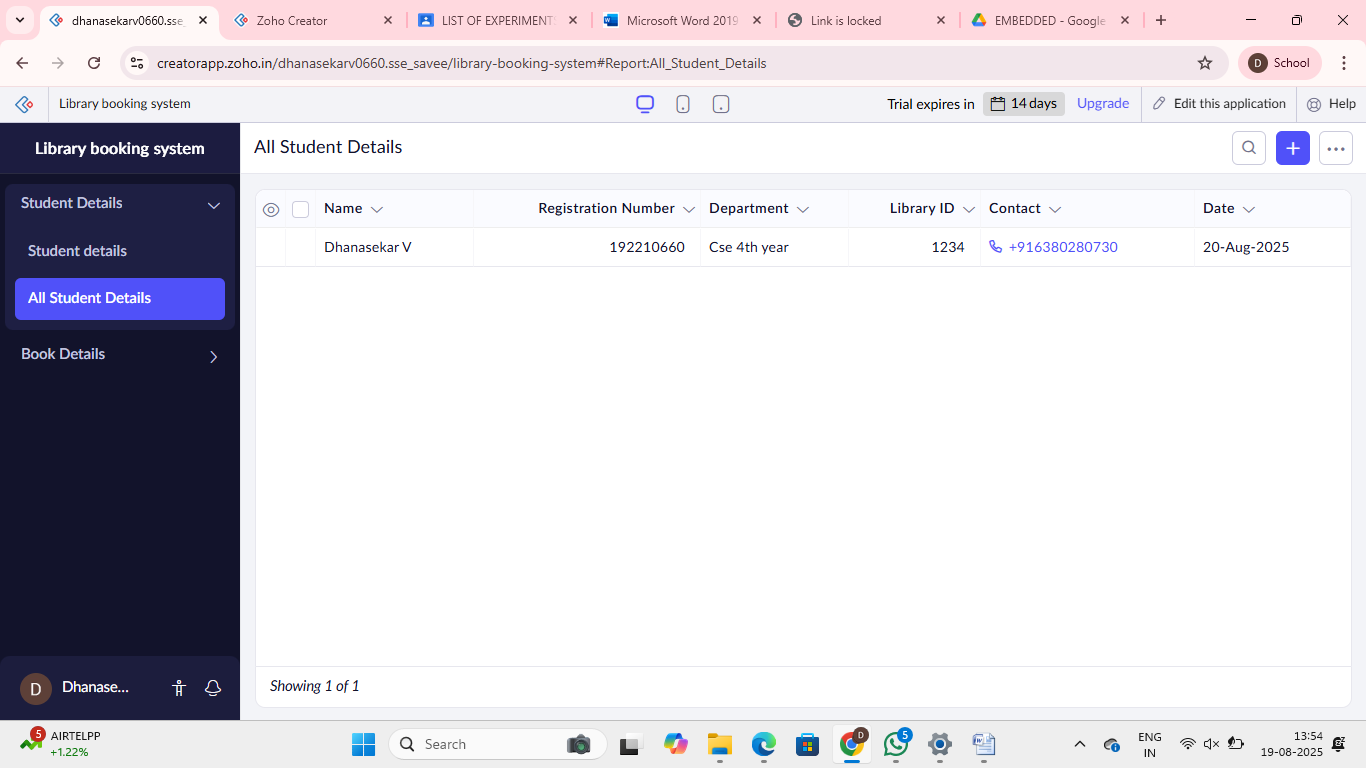 dhanasekarv0660.sse_
Zoho Creator
LIST OF EXPERIMENTS
Microsoft Word 2019
Link is locked
EMBEDDED - Google
creatorapp.zoho.in/dhanasekarv0660.sse_savee/library-booking-system#Report:All_Student_Details
D School
Library booking system
Trial expires in 14 days Upgrade Edit this application Help
Library booking system
All Student Details
Student Details
Student details
All Student Details
Book Details
Name Registration Number Department Library ID Contact Date
Dhanasekar V 192210660 Cse 4th year 1234 +916380280730 20-Aug-2025
Showing 1 of 1
D Dhanase...
5 AIRTELPP
+1.22%
Search
D
5
ENG
IN
13:54
19-08-2025